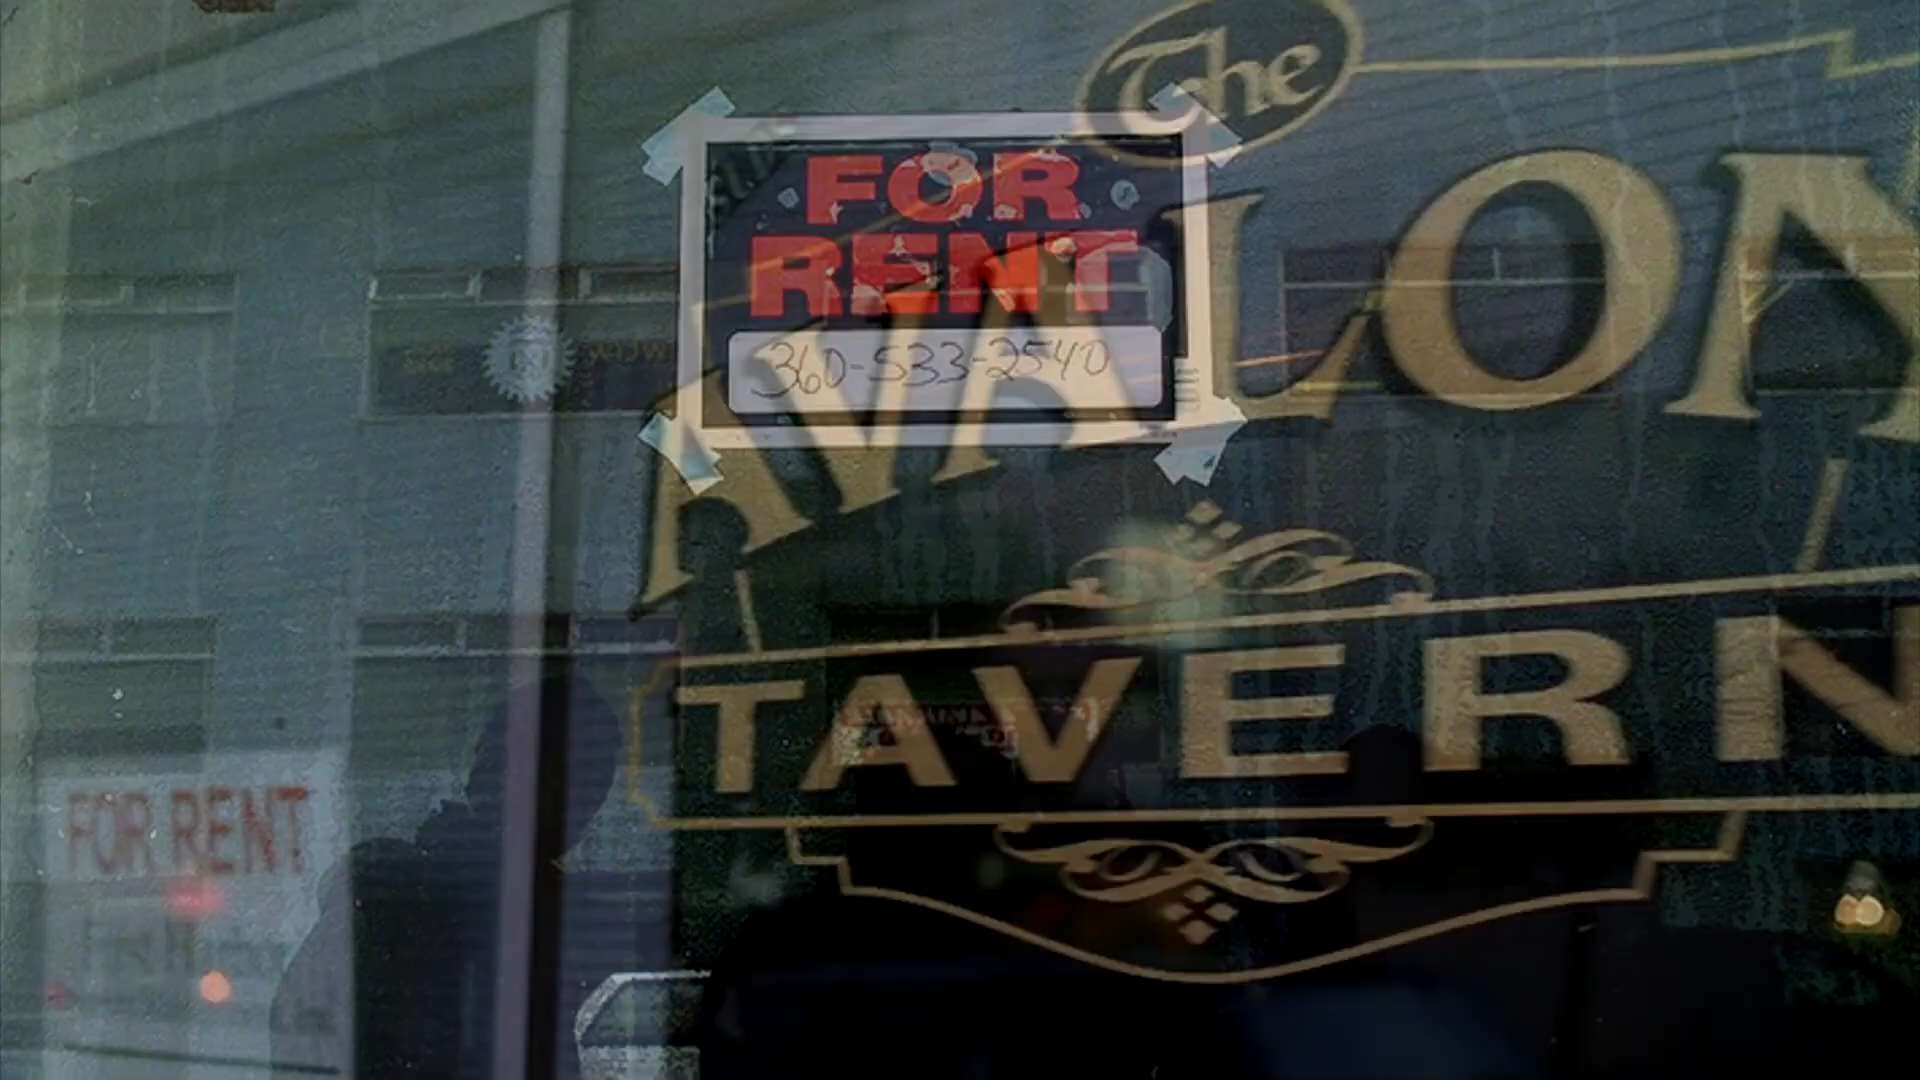 The
FOR
RENT
360-533-2540
AVALON
TAVERN
FOR RENT